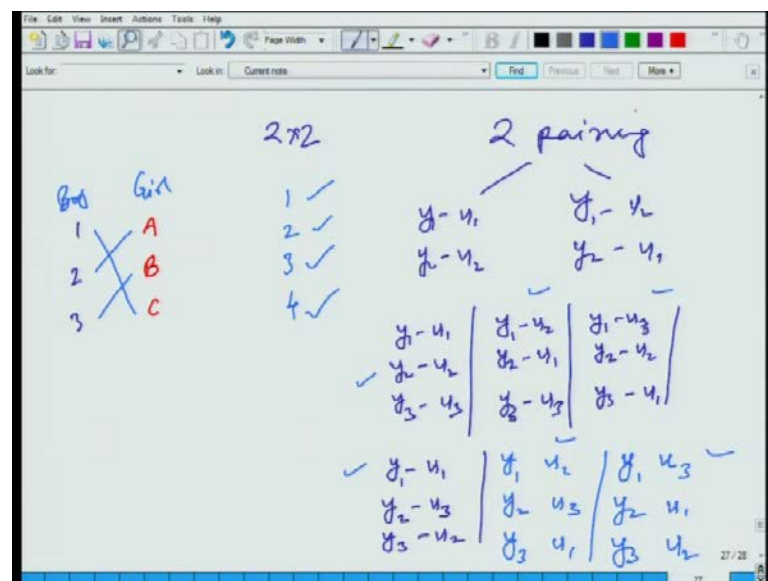 File Edit View Insert Actions Tools Help
Page Width
B I
Look for: Look in: Current note Find Previous Next More
2x2 2 pairing
Boy Girl
1 A
2 B
3 C
1 ✓
2 ✓
3 ✓
4 ✓
y1 - u1
y2 - u2
y1 - u2
y2 - u1
y1 - u1 | y1 - u2 | y1 - u3
y2 - u2 | y2 - u1 | y2 - u2
y3 - u3 | y3 - u3 | y3 - u1
y1 - u1 | y1 u2 | y1 u3
y2 - u3 | y2 u3 | y2 u1
y3 - u2 | y3 u1 | y3 u2
27 / 28
27